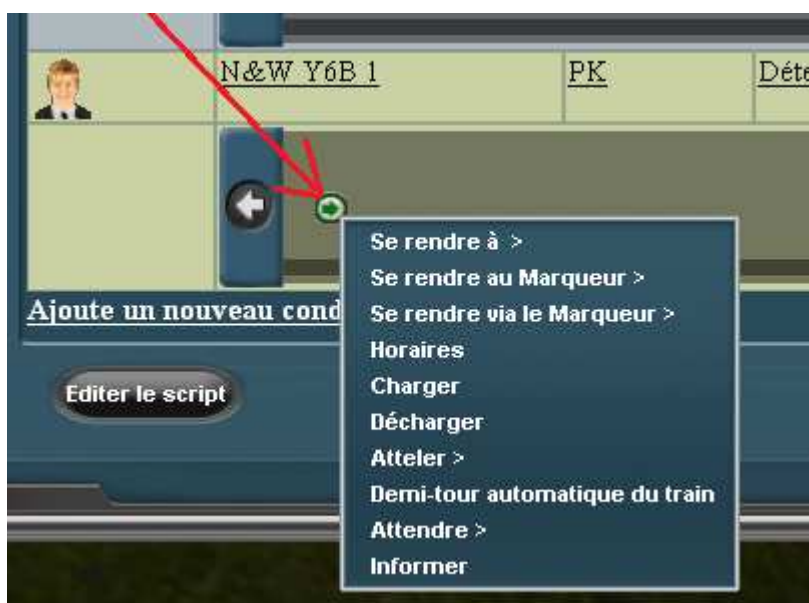 N&W Y6B 1 PK Déte
Se rendre à >
Se rendre au Marqueur >
Ajoute un nouveau cond
Se rendre via le Marqueur >
Horaires
Editer le script
Charger
Décharger
Atteler >
Demi-tour automatique du train
Attendre >
Informer